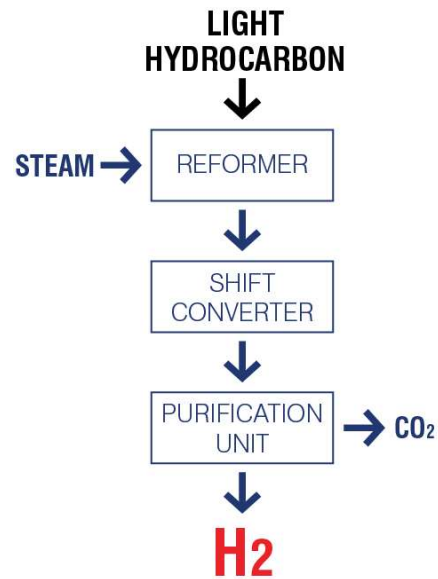 LIGHT
HYDROCARBON
STEAM
REFORMER
SHIFT
CONVERTER
PURIFICATION
UNIT
CO₂
H2